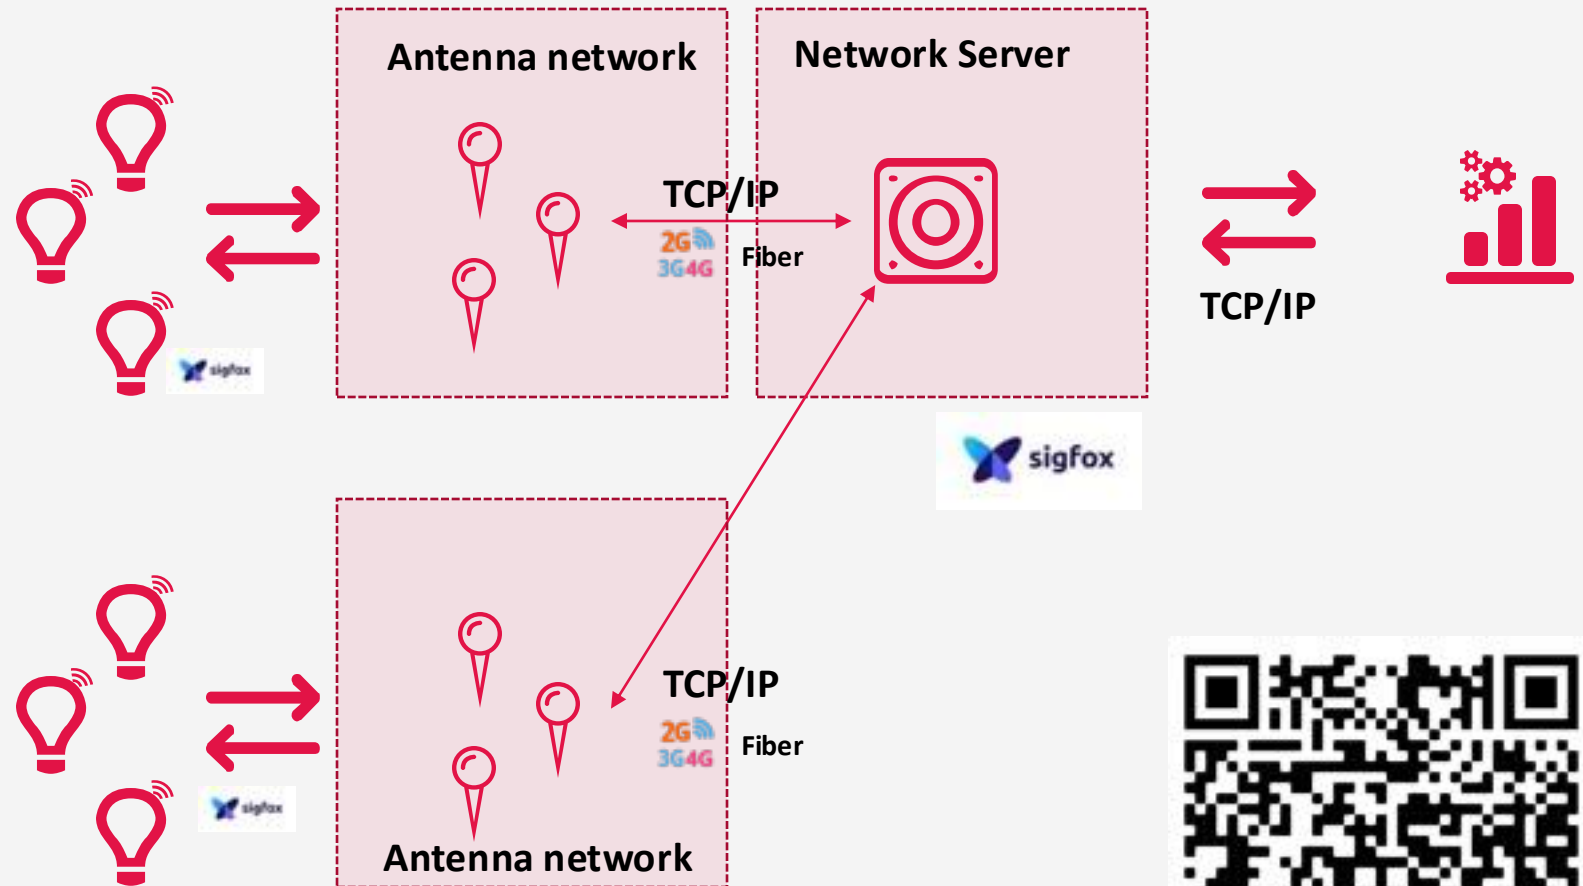 Antenna network
Network Server
TCP/IP
2G
3G4G
Fiber
TCP/IP
sigfox
sigfox
TCP/IP
2G
3G4G
Fiber
sigfox
Antenna network